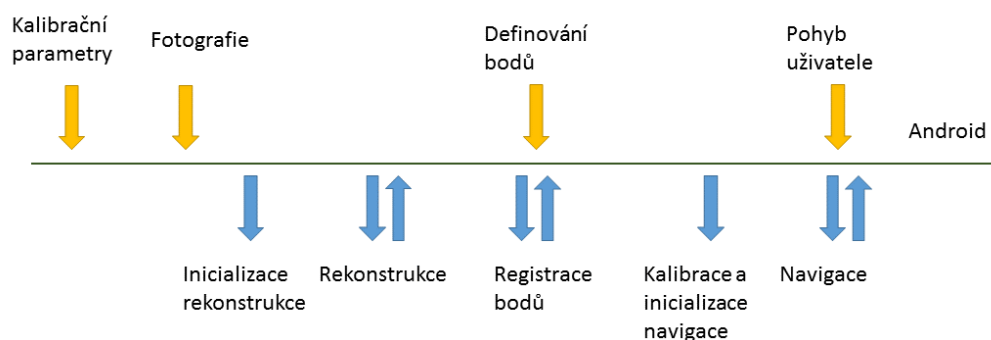 Kalibrační
parametry
Fotografie
Definování
bodů
Pohyb
uživatele
Android
Inicializace
rekonstrukce
Rekonstrukce
Registrace
bodů
Kalibrace a
inicializace
navigace
Navigace